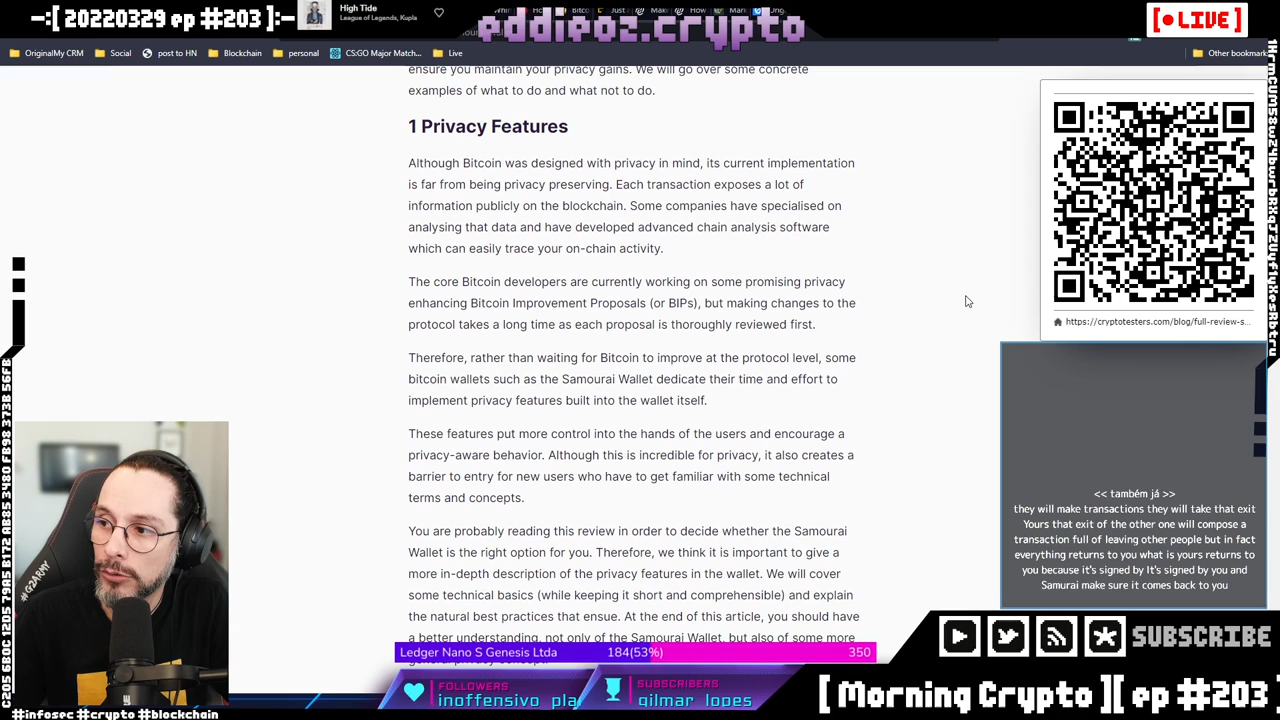 -:[ 20220329 ep #203 ]:-
High Tide
League of Legends, Kupla
eddieoz.crypto
[● LIVE]
OriginalMy CRM
Social
post to HN
Blockchain
personal
CS:GO Major Match...
Live
Other bookmark
ensure you maintain your privacy gains. We will go over some concrete
examples of what to do and what not to do.
1 Privacy Features
Although Bitcoin was designed with privacy in mind, its current implementation
is far from being privacy preserving. Each transaction exposes a lot of
information publicly on the blockchain. Some companies have specialised on
analysing that data and have developed advanced chain analysis software
which can easily trace your on-chain activity.
The core Bitcoin developers are currently working on some promising privacy
enhancing Bitcoin Improvement Proposals (or BIPs), but making changes to the
protocol takes a long time as each proposal is thoroughly reviewed first.
Therefore, rather than waiting for Bitcoin to improve at the protocol level, some
bitcoin wallets such as the Samourai Wallet dedicate their time and effort to
implement privacy features built into the wallet itself.
These features put more control into the hands of the users and encourage a
privacy-aware behavior. Although this is incredible for privacy, it also creates a
barrier to entry for new users who have to get familiar with some technical
terms and concepts.
You are probably reading this review in order to decide whether the Samourai
Wallet is the right option for you. Therefore, we think it is important to give a
more in-depth description of the privacy features in the wallet. We will cover
some technical basics (while keeping it short and comprehensible) and explain
the natural best practices that ensue. At the end of this article, you should have
a better understanding, not only of the Samourai Wallet, but also of some more
https://cryptotesters.com/blog/full-review-s...
<< também já >>
they will make transactions they will take that exit
Yours that exit of the other one will compose a
transaction full of leaving other people but in fact
everything returns to you what is yours returns to
you because it's signed by It's signed by you and
Samurai make sure it comes back to you
#G2ARMY
Ledger Nano S Genesis Ltda 184(53%) 350
FOLLOWERS
inoffensivo_pla
SUBSCRIBERS
gilmar_lopes
SUBSCRIBE
[ Morning Crypto ][ ep #203 ]
#infosec #crypto #blockchain